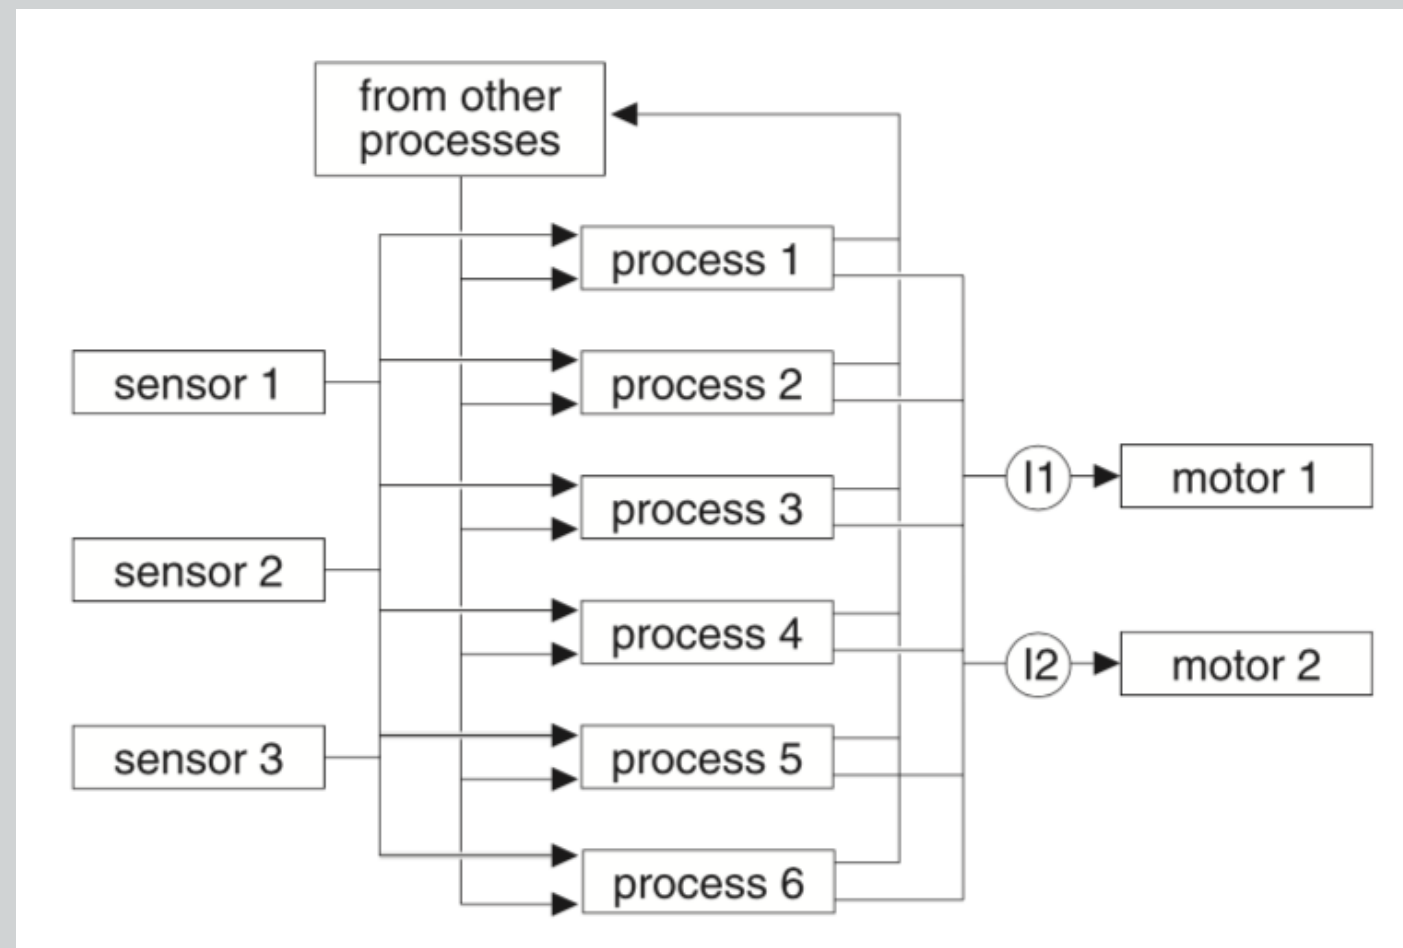 from other
processes
process 1
sensor 1
process 2
process 3
I1
motor 1
sensor 2
process 4
I2
motor 2
sensor 3
process 5
process 6